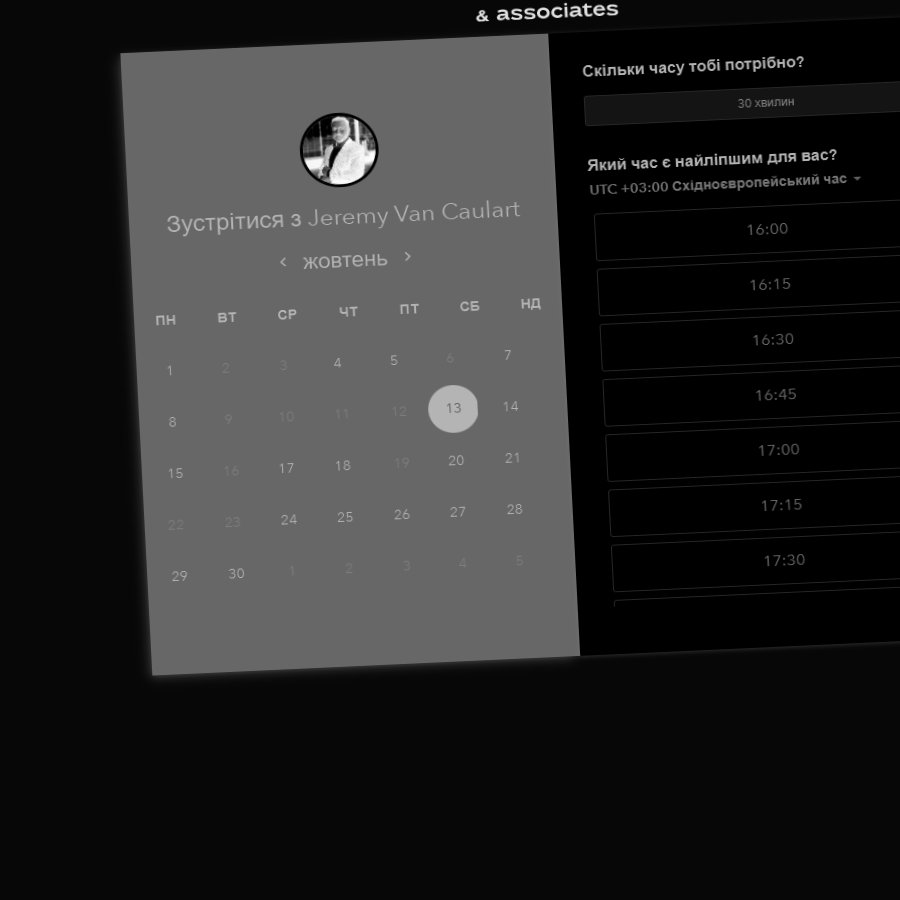 & associates
Зустрітися з Jeremy Van Caulart
‹ жовтень ›
ПН ВТ СР ЧТ ПТ СБ НД
1 2 3 4 5 6 7
8 9 10 11 12 13 14
15 16 17 18 19 20 21
22 23 24 25 26 27 28
29 30 1 2 3 4 5
Скільки часу тобі потрібно?
30 хвилин
Який час є найліпшим для вас?
UTC +03:00 Східноєвропейський час
16:00
16:15
16:30
16:45
17:00
17:15
17:30